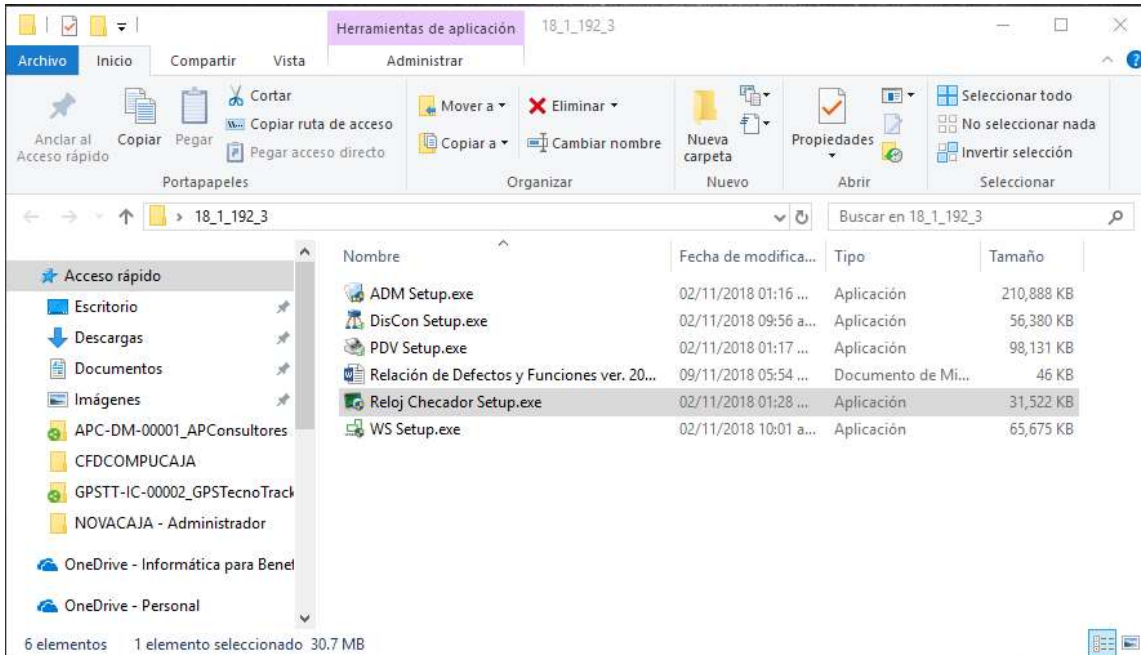 Herramientas de aplicación 18_1_192_3
Archivo Inicio Compartir Vista Administrar
Anclar al Acceso rápido
Copiar
Pegar
Cortar
Copiar ruta de acceso
Pegar acceso directo
Portapapeles
Mover a
Copiar a
Eliminar
Cambiar nombre
Organizar
Nueva carpeta
Nuevo
Propiedades
Abrir
Seleccionar todo
No seleccionar nada
Invertir selección
Seleccionar
18_1_192_3
Buscar en 18_1_192_3
Acceso rápido
Escritorio
Descargas
Documentos
Imágenes
APC-DM-00001_APConsultores
CFDCOMPUCAJA
GPSTT-IC-00002_GPSTecnoTrack
NOVACAJA - Administrador
OneDrive - Informática para Benef
OneDrive - Personal
Nombre Fecha de modifica... Tipo Tamaño
ADM Setup.exe 02/11/2018 01:16 ... Aplicación 210,888 KB
DisCon Setup.exe 02/11/2018 09:56 a... Aplicación 56,380 KB
PDV Setup.exe 02/11/2018 01:17 ... Aplicación 98,131 KB
Relación de Defectos y Funciones ver. 20... 09/11/2018 05:54 ... Documento de Mi... 46 KB
Reloj Checador Setup.exe 02/11/2018 01:28 ... Aplicación 31,522 KB
WS Setup.exe 02/11/2018 10:01 a... Aplicación 65,675 KB
6 elementos 1 elemento seleccionado 30.7 MB